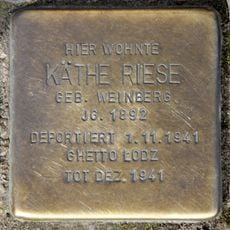 HIER WOHNTE
KÄTHE RIESE
GEB. WEINBERG
JG. 1892
DEPORTIERT 1.11.1941
GHETTO LODZ
TOT DEZ. 1941